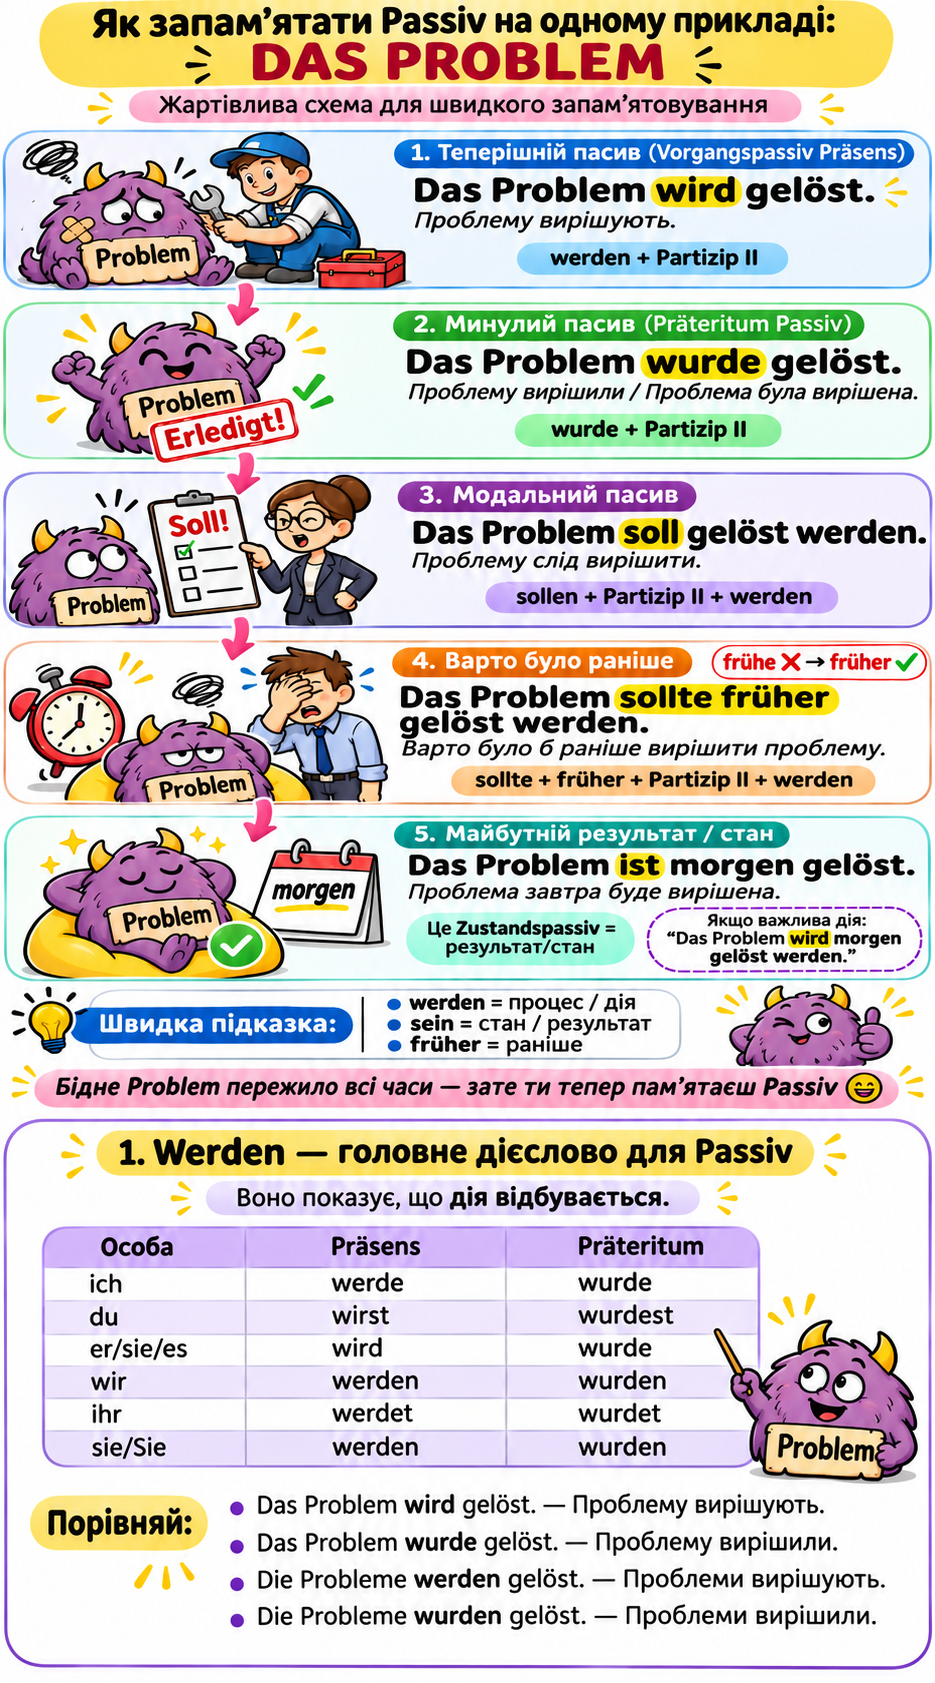 Як запам’ятати Passiv на одному прикладі:
DAS PROBLEM
Жартівлива схема для швидкого запам’ятовування
1. Теперішній пасив (Vorgangspassiv Präsens)
Das Problem wird gelöst.
Проблему вирішують.
werden + Partizip II
Problem
2. Минулий пасив (Präteritum Passiv)
Das Problem wurde gelöst.
Проблему вирішили / Проблема була вирішена.
wurde + Partizip II
Problem
Erledigt!
3. Модальний пасив
Das Problem soll gelöst werden.
Проблему слід вирішити.
sollen + Partizip II + werden
Soll!
Problem
4. Варто було раніше
frühe ❌ → früher ✓
Das Problem sollte früher
gelöst werden.
Варто було б раніше вирішити проблему.
sollte + früher + Partizip II + werden
Problem
5. Майбутній результат / стан
Das Problem ist morgen gelöst.
Проблема завтра буде вирішена.
Це Zustandspassiv =
результат/стан
Якщо важлива дія:
“Das Problem wird morgen
gelöst werden.”
Problem
morgen
Швидка підказка:
• werden = процес / дія
• sein = стан / результат
• früher = раніше
Бідне Problem пережило всі часи — зате ти тепер пам’ятаєш Passiv 😄
1. Werden — головне дієслово для Passiv
Воно показує, що дія відбувається.
Особа Präsens Präteritum
ich werde wurde
du wirst wurdest
er/sie/es wird wurde
wir werden wurden
ihr werdet wurdet
sie/Sie werden wurden
Problem
Порівняй:
• Das Problem wird gelöst. — Проблему вирішують.
• Das Problem wurde gelöst. — Проблему вирішили.
• Die Probleme werden gelöst. — Проблеми вирішують.
• Die Probleme wurden gelöst. — Проблеми вирішили.